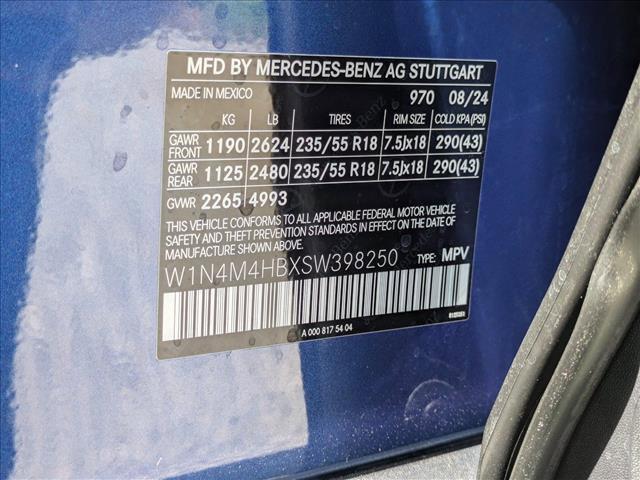 MFD BY MERCEDES-BENZ AG STUTTGART
MADE IN MEXICO 970 08/24
KG LB TIRES RIM SIZE COLD KPA(PSI)
GAWR FRONT 1190 2624 235/55 R18 7.5Jx18 290(43)
GAWR REAR 1125 2480 235/55 R18 7.5Jx18 290(43)
GVWR 2265 4993
THIS VEHICLE CONFORMS TO ALL APPLICABLE FEDERAL MOTOR VEHICLE
SAFETY AND THEFT PREVENTION STANDARDS IN EFFECT ON THE DATE OF
MANUFACTURE SHOWN ABOVE.
W1N4M4HBXSW398250 TYPE: MPV
A 000 817 54 04